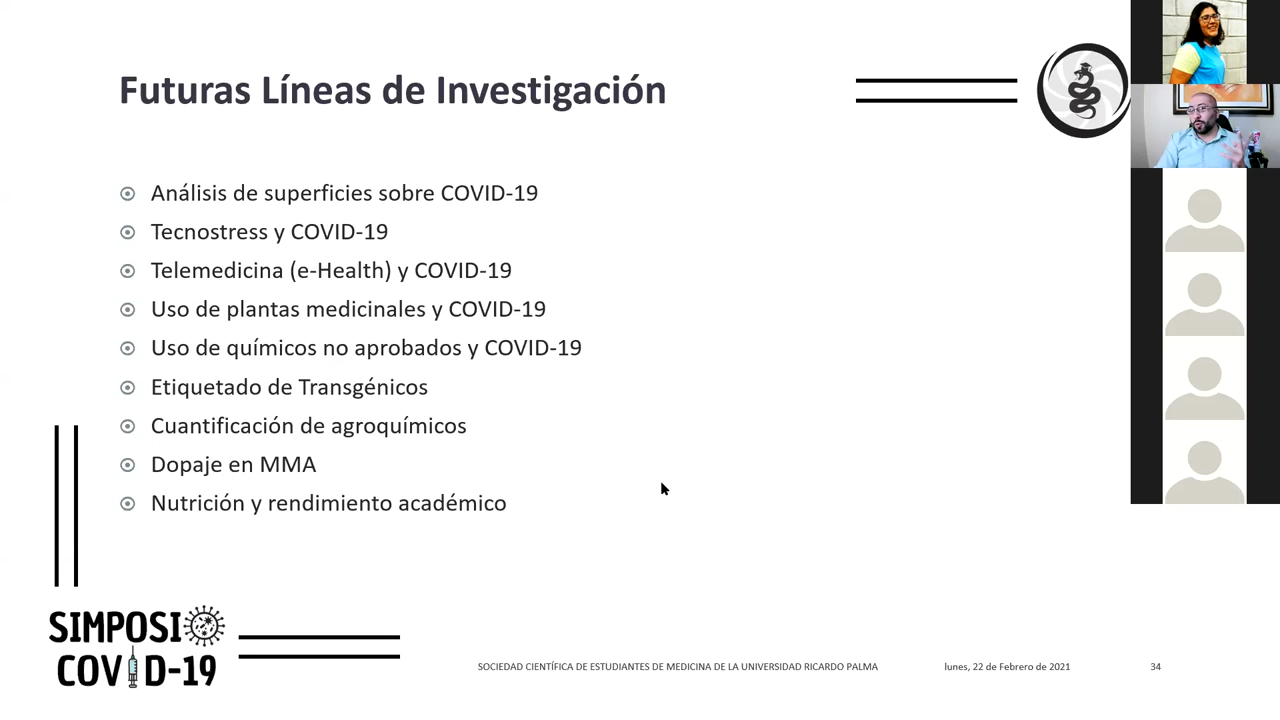 Futuras Líneas de Investigación
Análisis de superficies sobre COVID-19
Tecnostress y COVID-19
Telemedicina (e-Health) y COVID-19
Uso de plantas medicinales y COVID-19
Uso de químicos no aprobados y COVID-19
Etiquetado de Transgénicos
Cuantificación de agroquímicos
Dopaje en MMA
Nutrición y rendimiento académico
SIMPOSI
COV D-19
SOCIEDAD CIENTÍFICA DE ESTUDIANTES DE MEDICINA DE LA UNIVERSIDAD RICARDO PALMA
lunes, 22 de Febrero de 2021
34